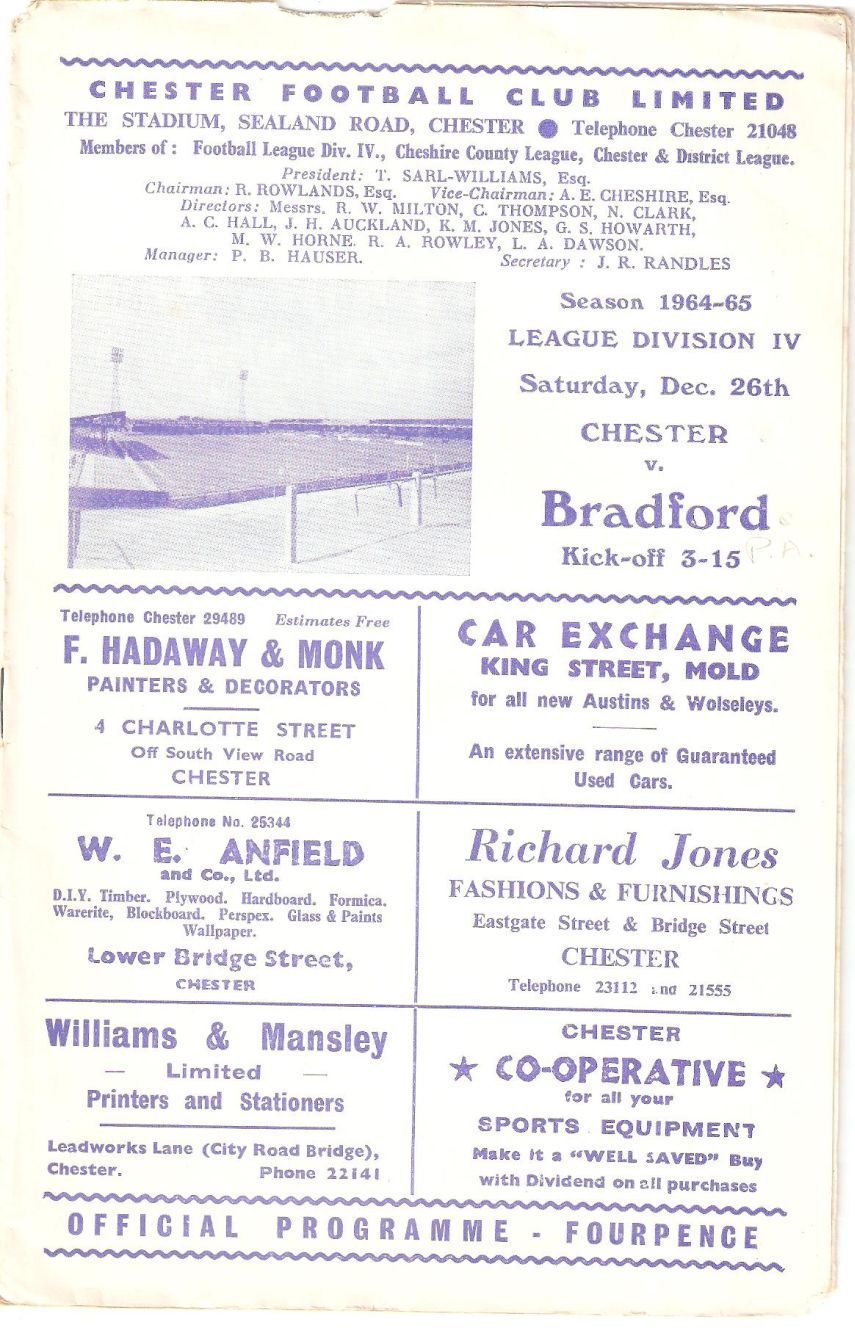 CHESTER FOOTBALL CLUB LIMITED
THE STADIUM, SEALAND ROAD, CHESTER ● Telephone Chester 21048
Members of : Football League Div. IV., Cheshire County League, Chester & District League.
President: T. SARL-WILLIAMS, Esq.
Chairman: R. ROWLANDS, Esq. Vice-Chairman: A. E. CHESHIRE, Esq.
Directors: Messrs. R. W. MILTON, C. THOMPSON, N. CLARK,
A. C. HALL, J. H. AUCKLAND, K. M. JONES, G. S. HOWARTH,
M. W. HORNE. R. A. ROWLEY, L. A. DAWSON.
Manager: P. B. HAUSER. Secretary : J. R. RANDLES
Season 1964-65
LEAGUE DIVISION IV
Saturday, Dec. 26th
CHESTER
v.
Bradford
Kick-off 3-15
P.A.
Telephone Chester 29489 Estimates Free
F. HADAWAY & MONK
PAINTERS & DECORATORS
4 CHARLOTTE STREET
Off South View Road
CHESTER
CAR EXCHANGE
KING STREET, MOLD
for all new Austins & Wolseleys.
An extensive range of Guaranteed
Used Cars.
Telephone No. 25344
W. E. ANFIELD
and Co., Ltd.
D.I.Y. Timber. Plywood. Hardboard. Formica.
Warerite, Blockboard. Perspex. Glass & Paints
Wallpaper.
Lower Bridge Street,
CHESTER
Richard Jones
FASHIONS & FURNISHINGS
Eastgate Street & Bridge Street
CHESTER
Telephone 23112 and 21555
Williams & Mansley
— Limited —
Printers and Stationers
Leadworks Lane (City Road Bridge),
Chester. Phone 22141
CHESTER
★ CO-OPERATIVE ★
for all your
SPORTS EQUIPMENT
Make it a "WELL SAVED" Buy
with Dividend on all purchases
OFFICIAL PROGRAMME - FOURPENCE